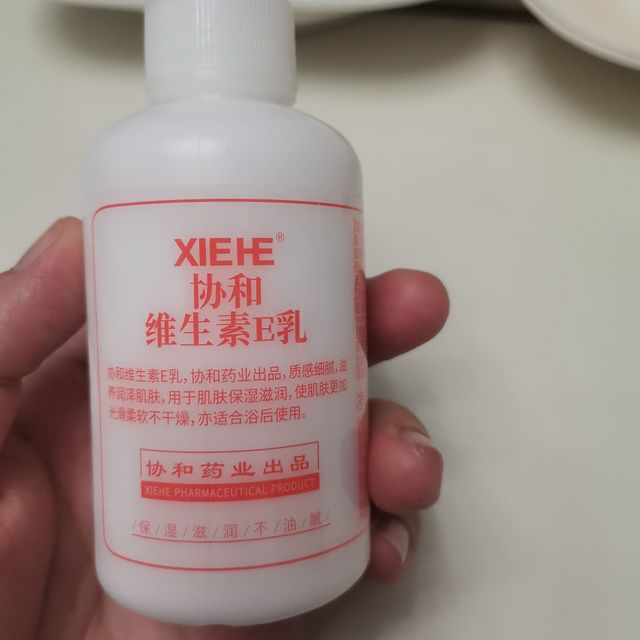 XIEHE®
协和
维生素E乳
协和维生素E乳,协和药业出品,质感细腻,滋
养润泽肌肤,用于肌肤保湿滋润,使肌肤更加
光滑柔软不干燥,亦适合浴后使用。
协和药业出品
XIEHE PHARMACEUTICAL PRODUCT
/保/湿/滋/润/不/油/腻/